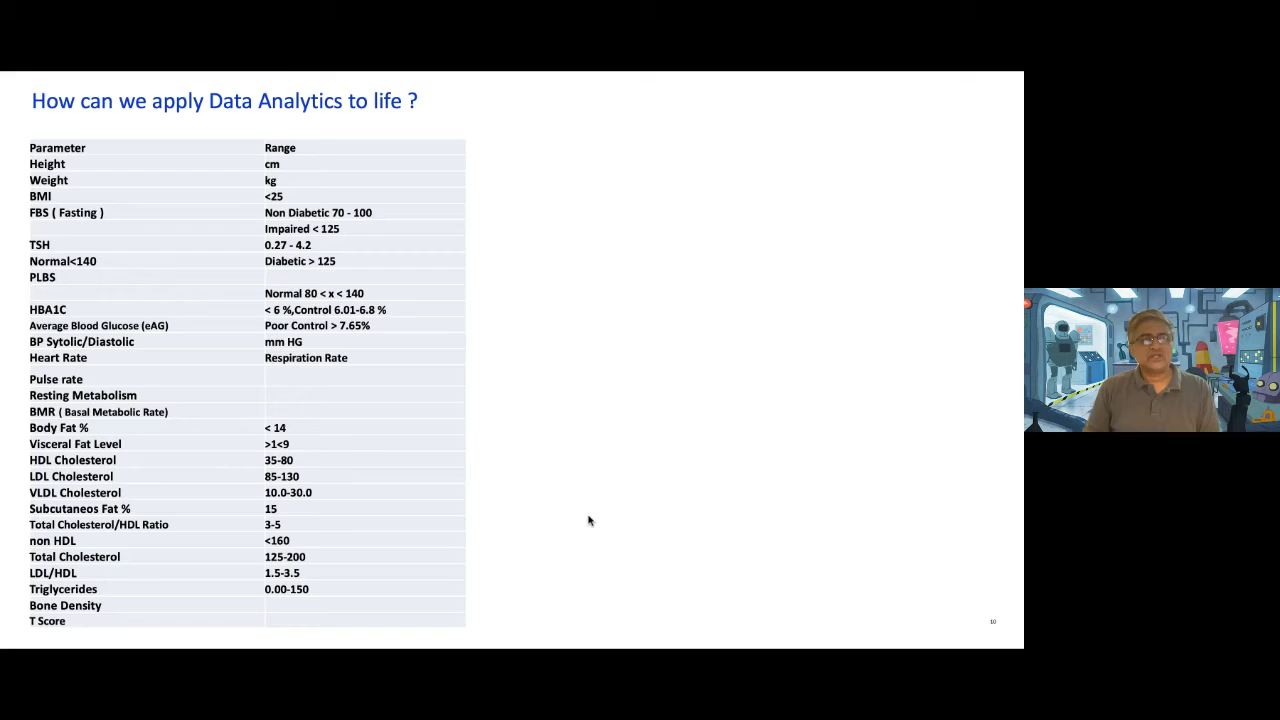 How can we apply Data Analytics to life ?
Parameter Range
Height cm
Weight kg
BMI <25
FBS ( Fasting ) Non Diabetic 70 - 100
Impaired < 125
TSH 0.27 - 4.2
Normal<140 Diabetic > 125
PLBS
Normal 80 < x < 140
HBA1C < 6 %,Control 6.01-6.8 %
Average Blood Glucose (eAG) Poor Control > 7.65%
BP Sytolic/Diastolic mm HG
Heart Rate Respiration Rate
Pulse rate
Resting Metabolism
BMR ( Basal Metabolic Rate)
Body Fat % < 14
Visceral Fat Level >1<9
HDL Cholesterol 35-80
LDL Cholesterol 85-130
VLDL Cholesterol 10.0-30.0
Subcutaneos Fat % 15
Total Cholesterol/HDL Ratio 3-5
non HDL <160
Total Cholesterol 125-200
LDL/HDL 1.5-3.5
Triglycerides 0.00-150
Bone Density
T Score
10